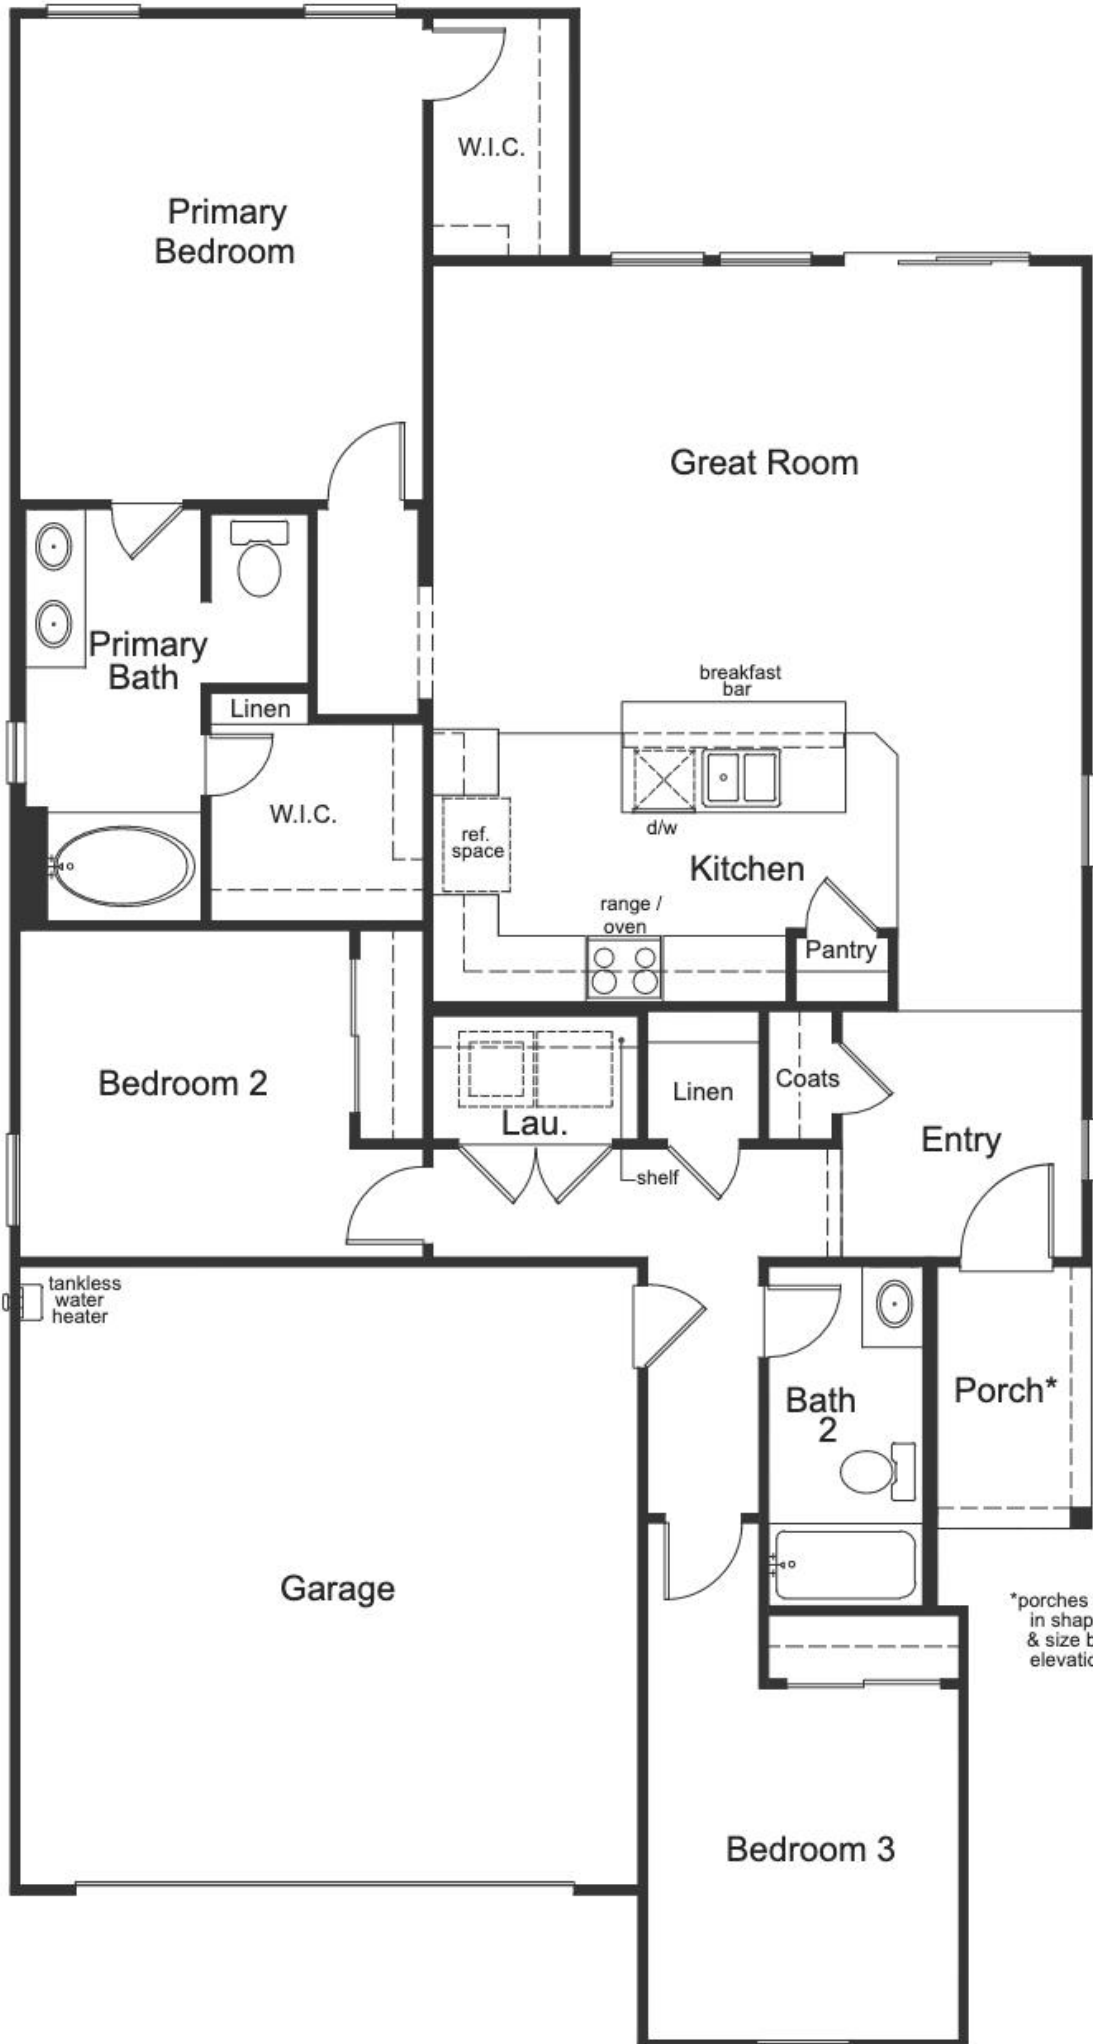 W.I.C.
Primary
Bedroom
Great Room
Primary
Bath
breakfast
bar
Linen
W.I.C.
ref.
space
d/w
Kitchen
range /
oven
Pantry
Bedroom 2
Lau.
shelf
Linen
Coats
Entry
tankless
water
heater
Bath
2
Porch*
Garage
*porches
in
& size
Bedroom 3